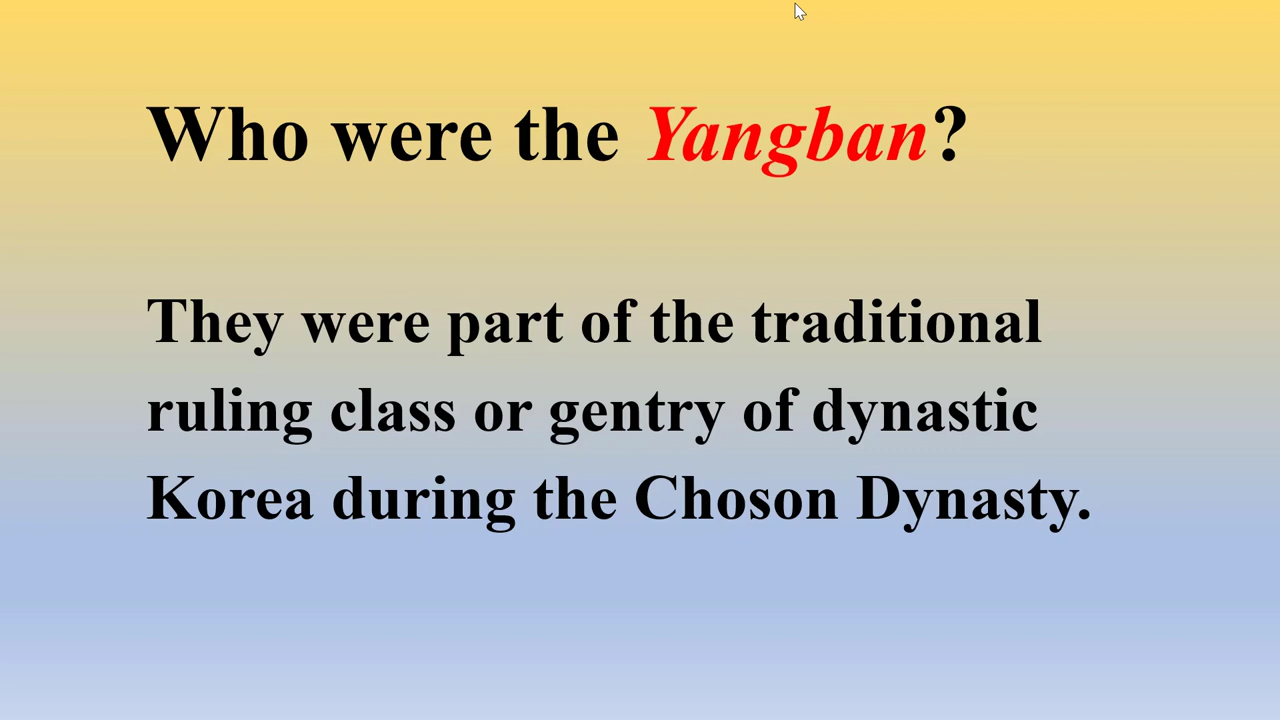 Who were the Yangban?
They were part of the traditional
ruling class or gentry of dynastic
Korea during the Choson Dynasty.